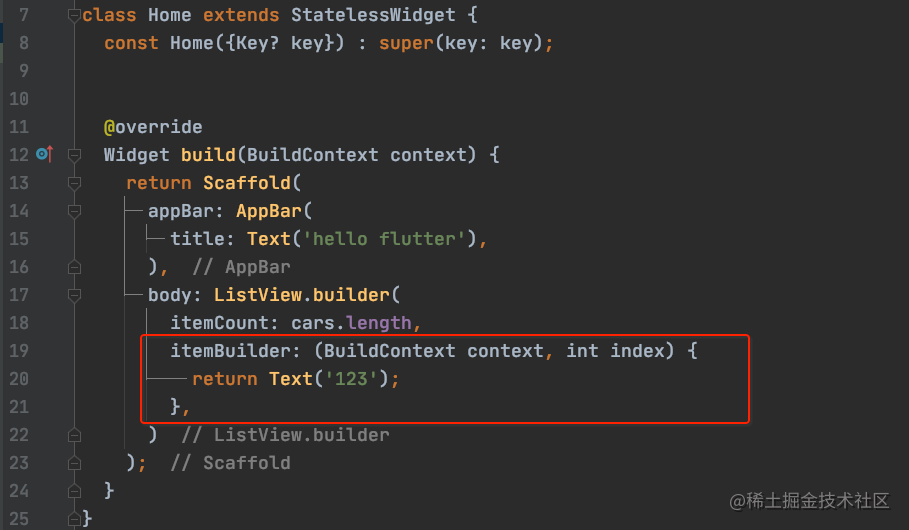 7 class Home extends StatelessWidget {
8   const Home({Key? key}) : super(key: key);
9
10
11   @override
12   Widget build(BuildContext context) {
13     return Scaffold(
14       appBar: AppBar(
15         title: Text('hello flutter'),
16       ),  // AppBar
17       body: ListView.builder(
18         itemCount: cars.length,
19         itemBuilder: (BuildContext context, int index) {
20           return Text('123');
21         },
22       )  // ListView.builder
23     );  // Scaffold
24   }
25 }
@稀土掘金技术社区